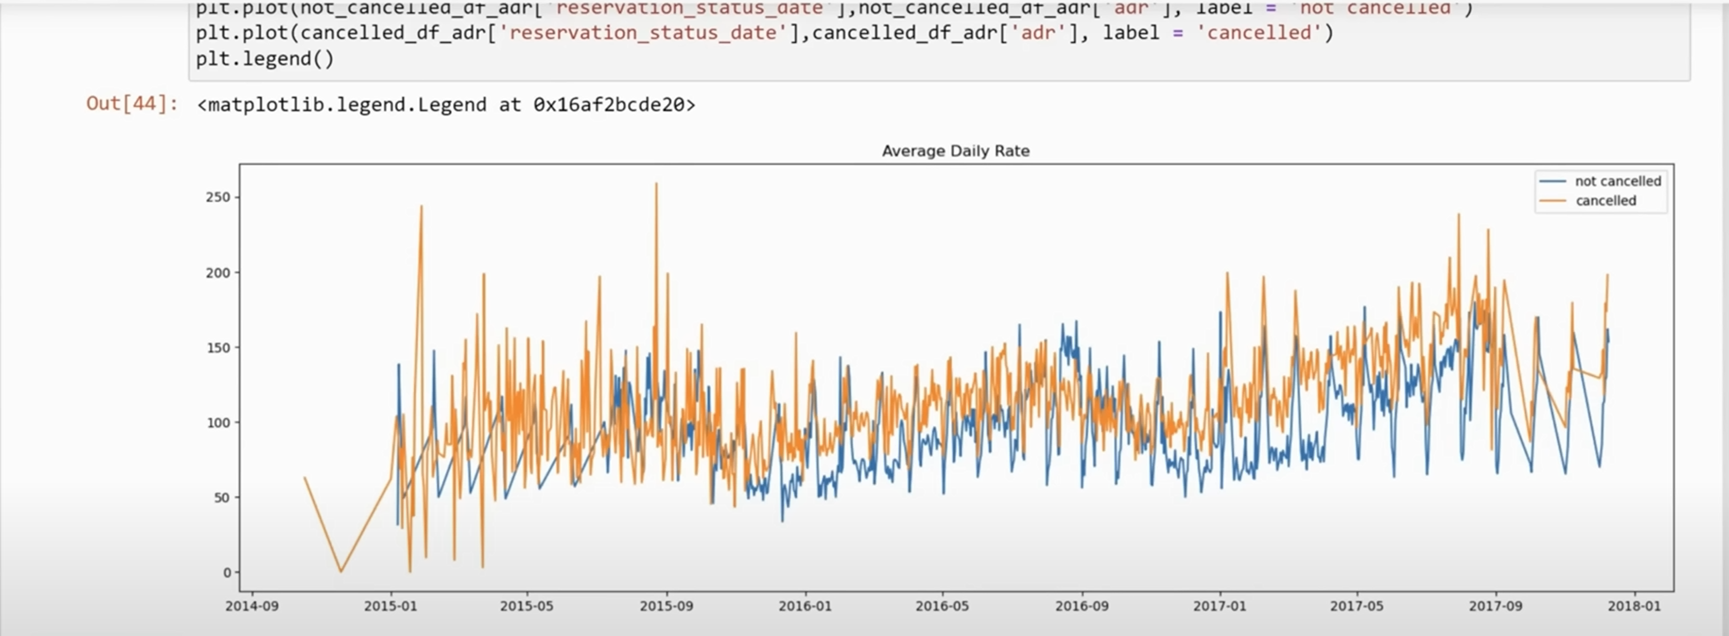 plt.plot(not_cancelled_df_adr['reservation_status_date'],not_cancelled_df_adr['adr'], label = 'not cancelled')
plt.plot(cancelled_df_adr['reservation_status_date'],cancelled_df_adr['adr'], label = 'cancelled')
plt.legend()
Out[44]: <matplotlib.legend.Legend at 0x16af2bcde20>
Average Daily Rate
not cancelled
cancelled
250
200
150
100
50
0
2014-09 2015-01 2015-05 2015-09 2016-01 2016-05 2016-09 2017-01 2017-05 2017-09 2018-01